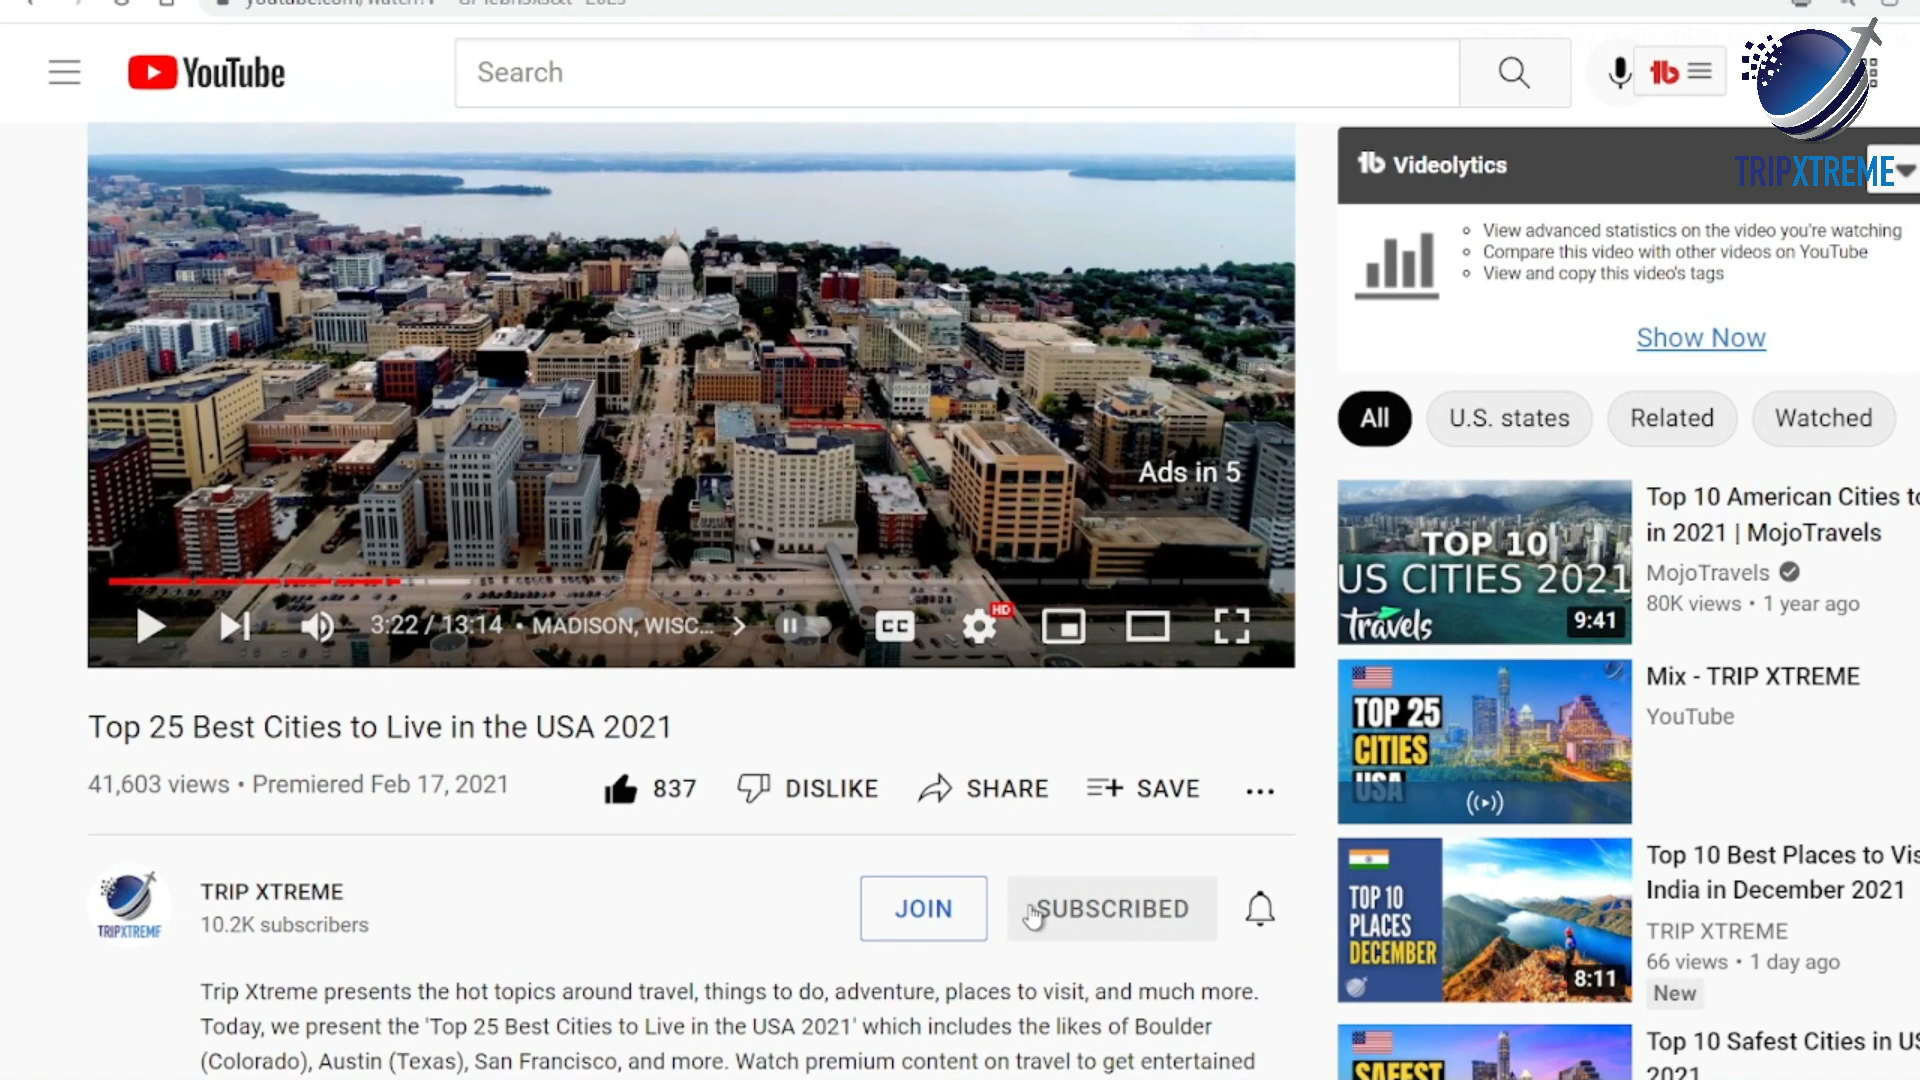 YouTube
Search
TRIPXTREME
Videolytics
View advanced statistics on the video you're watching
Compare this video with other videos on YouTube
View and copy this video's tags
Show Now
All
U.S. states
Related
Watched
Ads in 5
3:22 / 13:14 • MADISON, WISC...
CC
HD
Top 25 Best Cities to Live in the USA 2021
41,603 views • Premiered Feb 17, 2021
837
DISLIKE
SHARE
SAVE
TRIP XTREME
10.2K subscribers
TRIPXTREME
JOIN
SUBSCRIBED
Trip Xtreme presents the hot topics around travel, things to do, adventure, places to visit, and much more.
Today, we present the 'Top 25 Best Cities to Live in the USA 2021' which includes the likes of Boulder
(Colorado), Austin (Texas), San Francisco, and more. Watch premium content on travel to get entertained
TOP 10
US CITIES 2021
travels
9:41
Top 10 American Cities to
in 2021 | MojoTravels
MojoTravels
80K views • 1 year ago
TOP 25
CITIES
USA
Mix - TRIP XTREME
YouTube
TOP 10
PLACES
DECEMBER
8:11
Top 10 Best Places to Vis
India in December 2021
TRIP XTREME
66 views • 1 day ago
New
SAFEST
Top 10 Safest Cities in US
2021